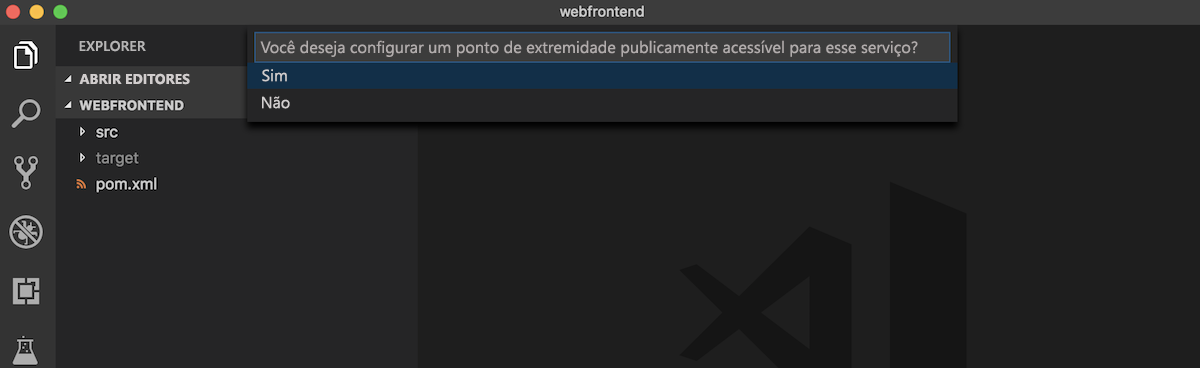 webfrontend
EXPLORER
Você deseja configurar um ponto de extremidade publicamente acessível para esse serviço?
Sim
Não
ABRIR EDITORES
WEBFRONTEND
src
target
pom.xml